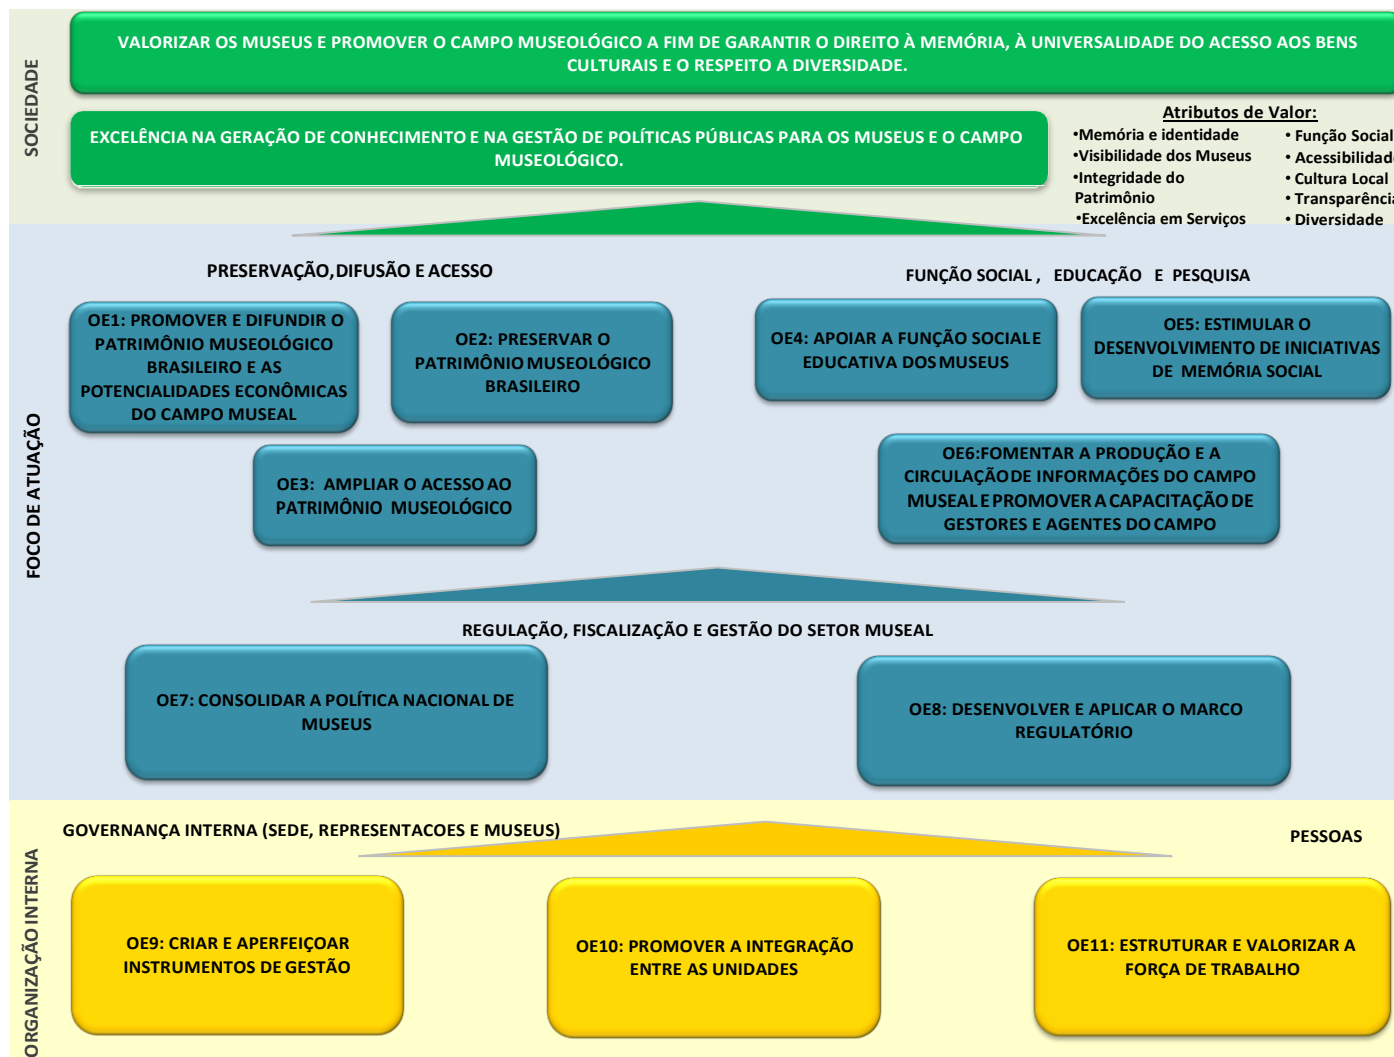 SOCIEDADE
VALORIZAR OS MUSEUS E PROMOVER O CAMPO MUSEOLÓGICO A FIM DE GARANTIR O DIREITO À MEMÓRIA, À UNIVERSALIDADE DO ACESSO AOS BENS
CULTURAIS E O RESPEITO A DIVERSIDADE.
EXCELÊNCIA NA GERAÇÃO DE CONHECIMENTO E NA GESTÃO DE POLÍTICAS PÚBLICAS PARA OS MUSEUS E O CAMPO
MUSEOLÓGICO.
Atributos de Valor:
•Memória e identidade
•Visibilidade dos Museus
•Integridade do
Patrimônio
•Excelência em Serviços
• Função Social
• Acessibilidade
• Cultura Local
• Transparência
• Diversidade
FOCO DE ATUAÇÃO
PRESERVAÇÃO, DIFUSÃO E ACESSO
OE1: PROMOVER E DIFUNDIR O
PATRIMÔNIO MUSEOLÓGICO
BRASILEIRO E AS
POTENCIALIDADES ECONÔMICAS
DO CAMPO MUSEAL
OE2: PRESERVAR O
PATRIMÔNIO MUSEOLÓGICO
BRASILEIRO
OE3: AMPLIAR O ACESSO AO
PATRIMÔNIO MUSEOLÓGICO
FUNÇÃO SOCIAL , EDUCAÇÃO E PESQUISA
OE4: APOIAR A FUNÇÃO SOCIAL E
EDUCATIVA DOS MUSEUS
OE5: ESTIMULAR O
DESENVOLVIMENTO DE INICIATIVAS
DE MEMÓRIA SOCIAL
OE6:FOMENTAR A PRODUÇÃO E A
CIRCULAÇÃO DE INFORMAÇÕES DO CAMPO
MUSEAL E PROMOVER A CAPACITAÇÃO DE
GESTORES E AGENTES DO CAMPO
REGULAÇÃO, FISCALIZAÇÃO E GESTÃO DO SETOR MUSEAL
OE7: CONSOLIDAR A POLÍTICA NACIONAL DE
MUSEUS
OE8: DESENVOLVER E APLICAR O MARCO
REGULATÓRIO
ORGANIZAÇÃO INTERNA
GOVERNANÇA INTERNA (SEDE, REPRESENTACOES E MUSEUS)
PESSOAS
OE9: CRIAR E APERFEIÇOAR
INSTRUMENTOS DE GESTÃO
OE10: PROMOVER A INTEGRAÇÃO
ENTRE AS UNIDADES
OE11: ESTRUTURAR E VALORIZAR A
FORÇA DE TRABALHO